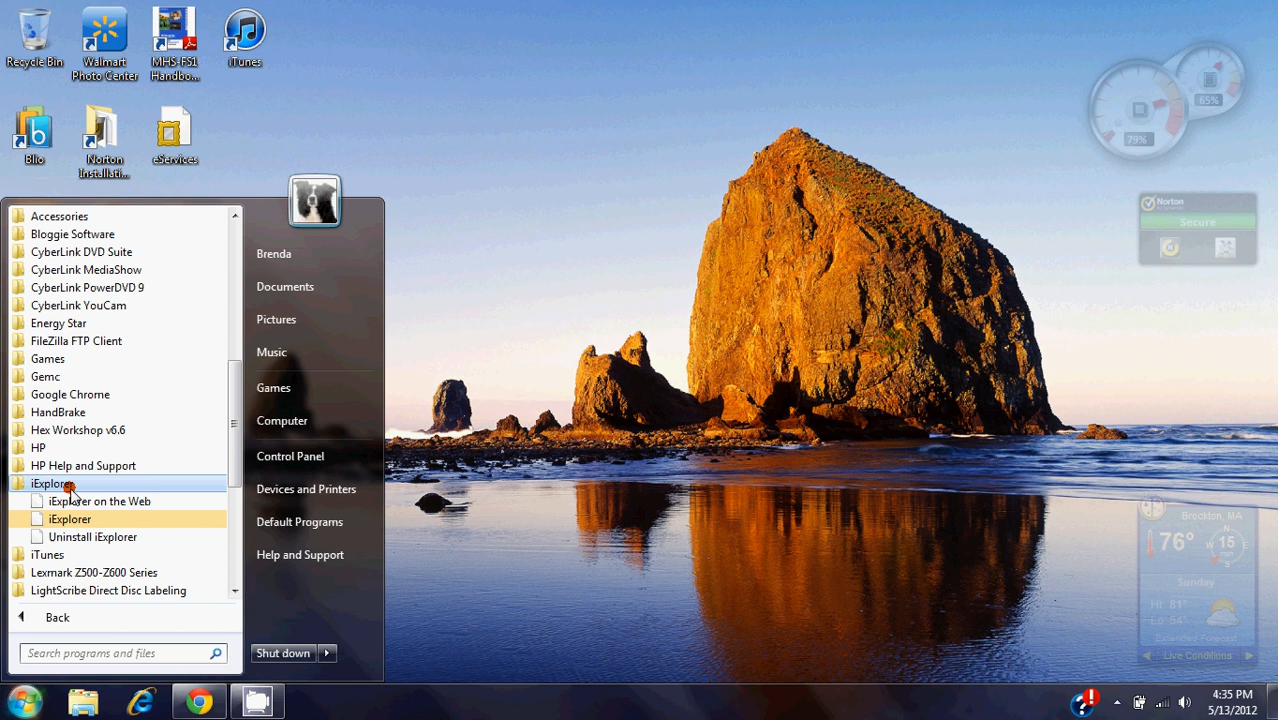 Recycle Bin
Walmart
Photo Center
MHS-FS1
Handbo...
iTunes
Blio
Norton
Installati...
eServices
Accessories
Bloggie Software
CyberLink DVD Suite
CyberLink MediaShow
CyberLink PowerDVD 9
CyberLink YouCam
Energy Star
FileZilla FTP Client
Games
Gemc
Google Chrome
HandBrake
Hex Workshop v6.6
HP
HP Help and Support
iExplorer
iExplorer on the Web
iExplorer
Uninstall iExplorer
iTunes
Lexmark Z500-Z600 Series
LightScribe Direct Disc Labeling
Back
Search programs and files
Brenda
Documents
Pictures
Music
Games
Computer
Control Panel
Devices and Printers
Default Programs
Help and Support
Shut down
65%
79%
Norton
Secure
Brockton, MA
76°
N
W 15 E
S
Sunday
Hi: 81°
Lo: 54°
Extended Forecast
Live Conditions
4:35 PM
5/13/2012